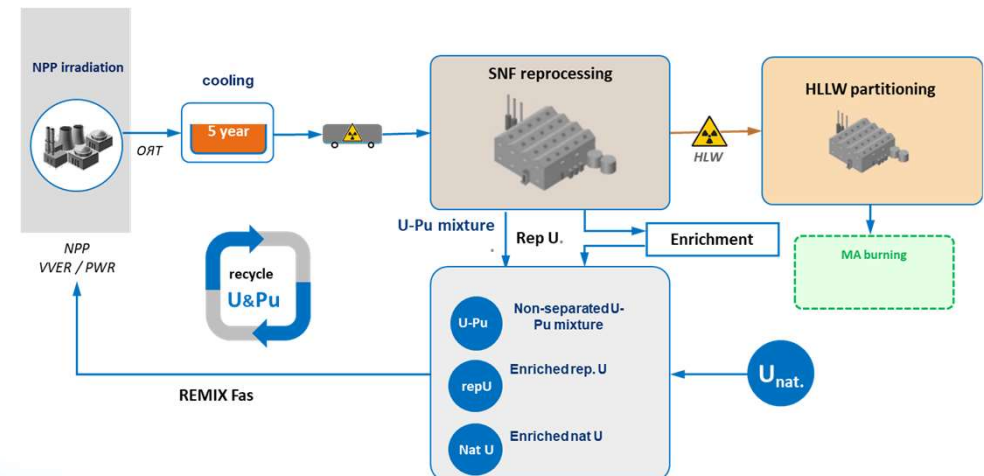 NPP irradiation
cooling
5 year
ОЯТ
SNF reprocessing
HLW
HLLW partitioning
MA burning
U-Pu mixture
Rep U.
Enrichment
NPP
VVER / PWR
recycle
U&Pu
REMIX Fas
U-Pu
Non-separated U-
Pu mixture
repU
Enriched rep. U
Nat U
Enriched nat U
Unat.